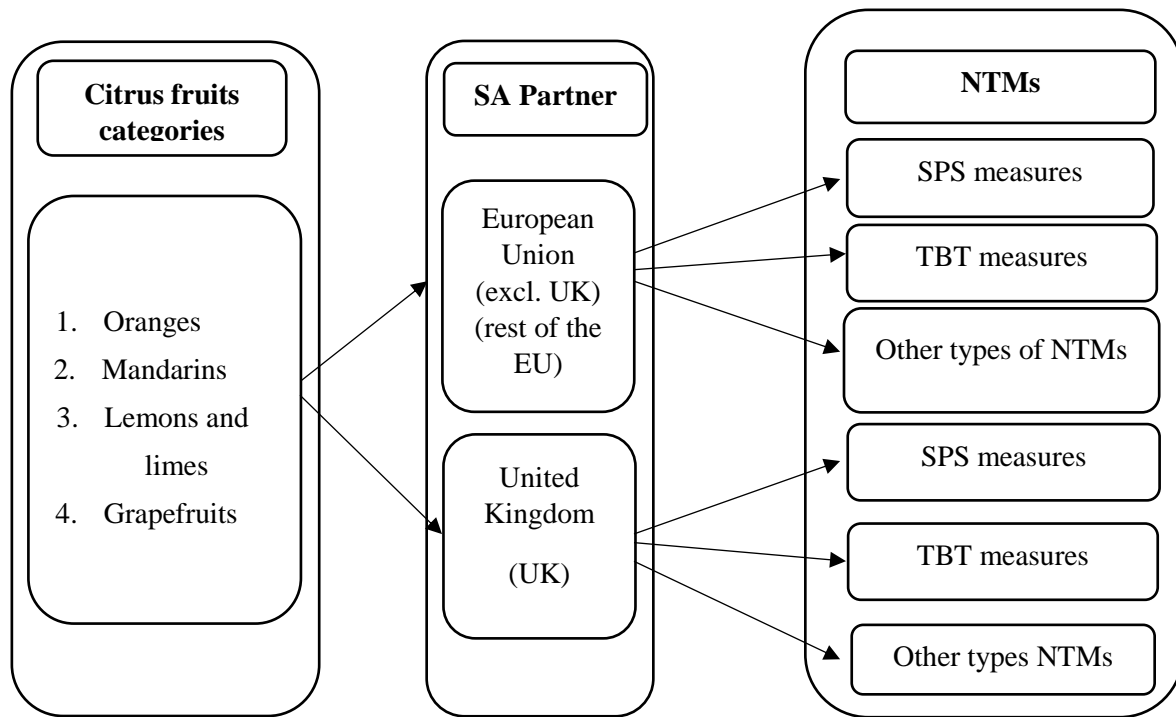 Citrus fruits
categories
1. Oranges
2. Mandarins
3. Lemons and
limes
4. Grapefruits
SA Partner
European
Union
(excl. UK)
(rest of the
EU)
United
Kingdom
(UK)
NTMs
SPS measures
TBT measures
Other types of NTMs
SPS measures
TBT measures
Other types NTMs